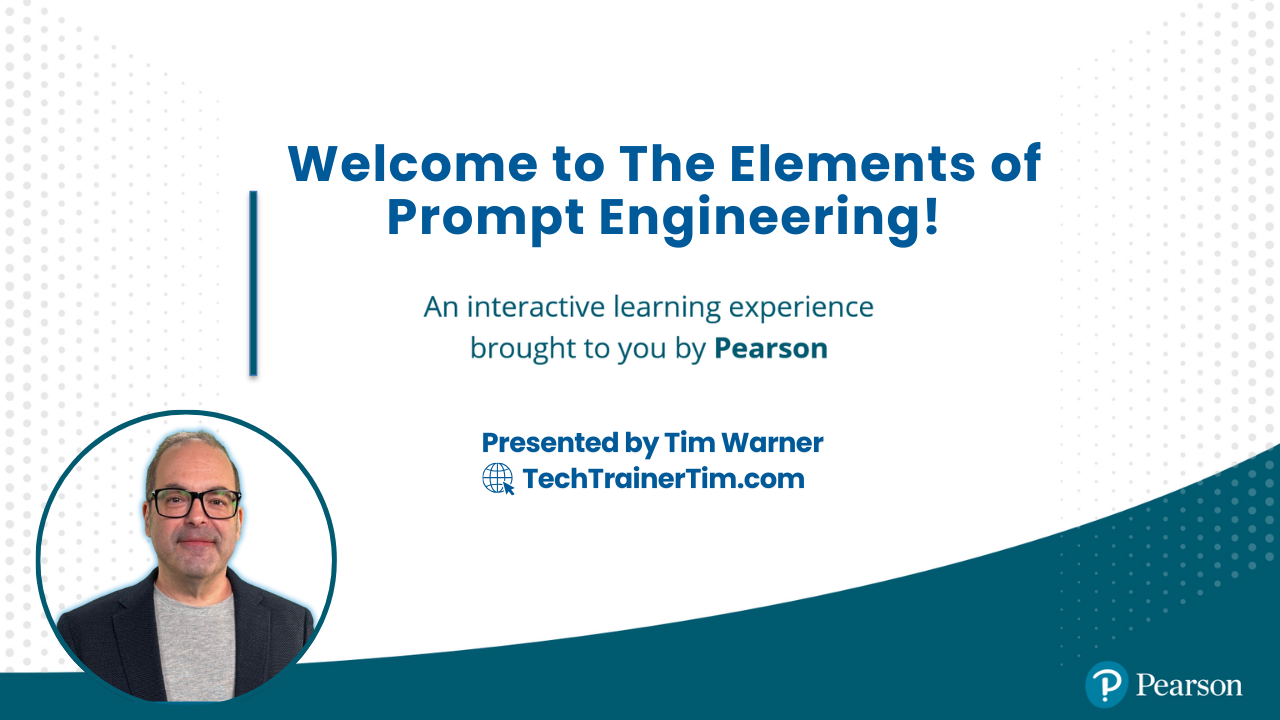 Welcome to The Elements of
Prompt Engineering!
An interactive learning experience
brought to you by Pearson
Presented by Tim Warner
TechTrainerTim.com
Pearson